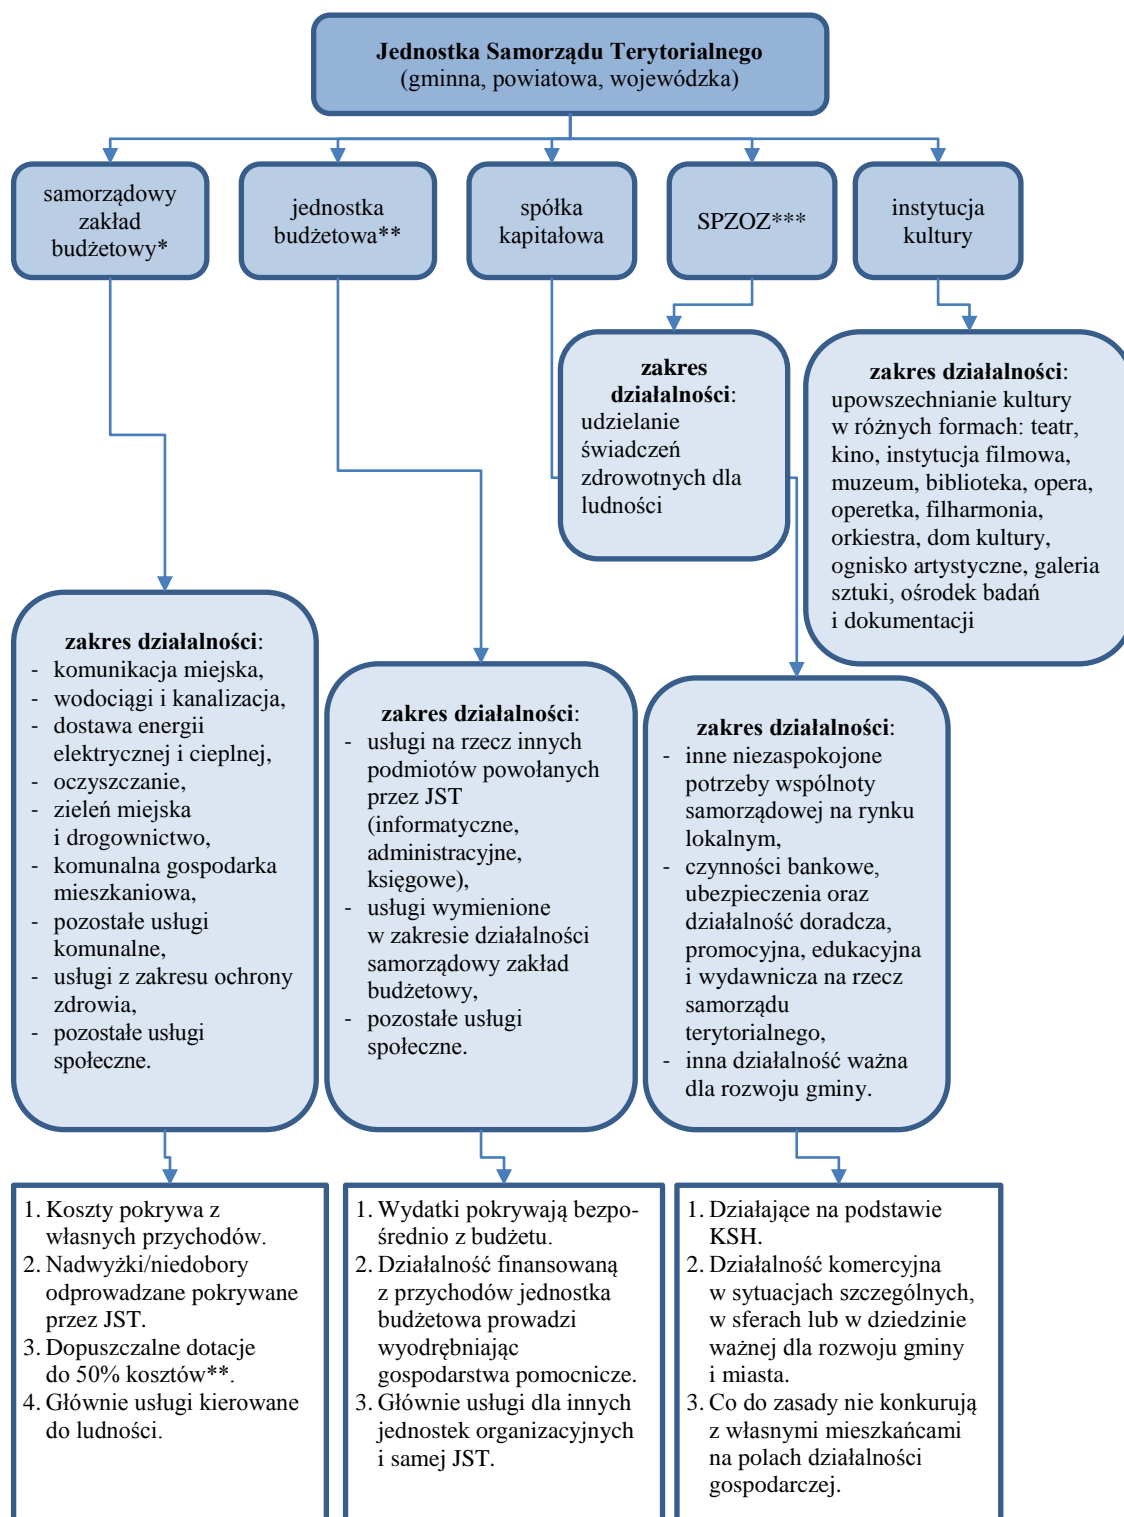 Jednostka Samorządu Terytorialnego
(gminna, powiatowa, wojewódzka)
samorządowy
zakład
budżetowy*
jednostka
budżetowa**
spółka
kapitałowa
SPZOZ***
instytucja
kultury
zakres
działalności:
udzielanie
świadczeń
zdrowotnych dla
ludności
zakres działalności:
upowszechnianie kultury
w różnych formach: teatr,
kino, instytucja filmowa,
muzeum, biblioteka, opera,
operetka, filharmonia,
orkiestra, dom kultury,
ognisko artystyczne, galeria
sztuki, ośrodek badań
i dokumentacji
zakres działalności:
- komunikacja miejska,
- wodociągi i kanalizacja,
- dostawa energii
elektrycznej i cieplnej,
- oczyszczanie,
- zieleń miejska
i drogownictwo,
- komunalna gospodarka
mieszkaniowa,
- pozostałe usługi
komunalne,
- usługi z zakresu ochrony
zdrowia,
- pozostałe usługi
społeczne.
zakres działalności:
- usługi na rzecz innych
podmiotów powołanych
przez JST
(informatyczne,
administracyjne,
księgowe),
- usługi wymienione
w zakresie działalności
samorządowy zakład
budżetowy,
- pozostałe usługi
społeczne.
zakres działalności:
- inne niezaspokojone
potrzeby wspólnoty
samorządowej na rynku
lokalnym,
- czynności bankowe,
ubezpieczenia oraz
działalność doradcza,
promocyjna, edukacyjna
i wydawnicza na rzecz
samorządu
terytorialnego,
- inna działalność ważna
dla rozwoju gminy.
1. Koszty pokrywa z
własnych przychodów.
2. Nadwyżki/niedobory
odprowadzane pokrywane
przez JST.
3. Dopuszczalne dotacje
do 50% kosztów**.
4. Głównie usługi kierowane
do ludności.
1. Wydatki pokrywają bezpo-
średnio z budżetu.
2. Działalność finansowaną
z przychodów jednostka
budżetowa prowadzi
wyodrębniając
gospodarstwa pomocnicze.
3. Głównie usługi dla innych
jednostek organizacyjnych
i samej JST.
1. Działające na podstawie
KSH.
2. Działalność komercyjna
w sytuacjach szczególnych,
w sferach lub w dziedzinie
ważnej dla rozwoju gminy
i miasta.
3. Co do zasady nie konkurują
z własnymi mieszkańcami
na polach działalności
gospodarczej.